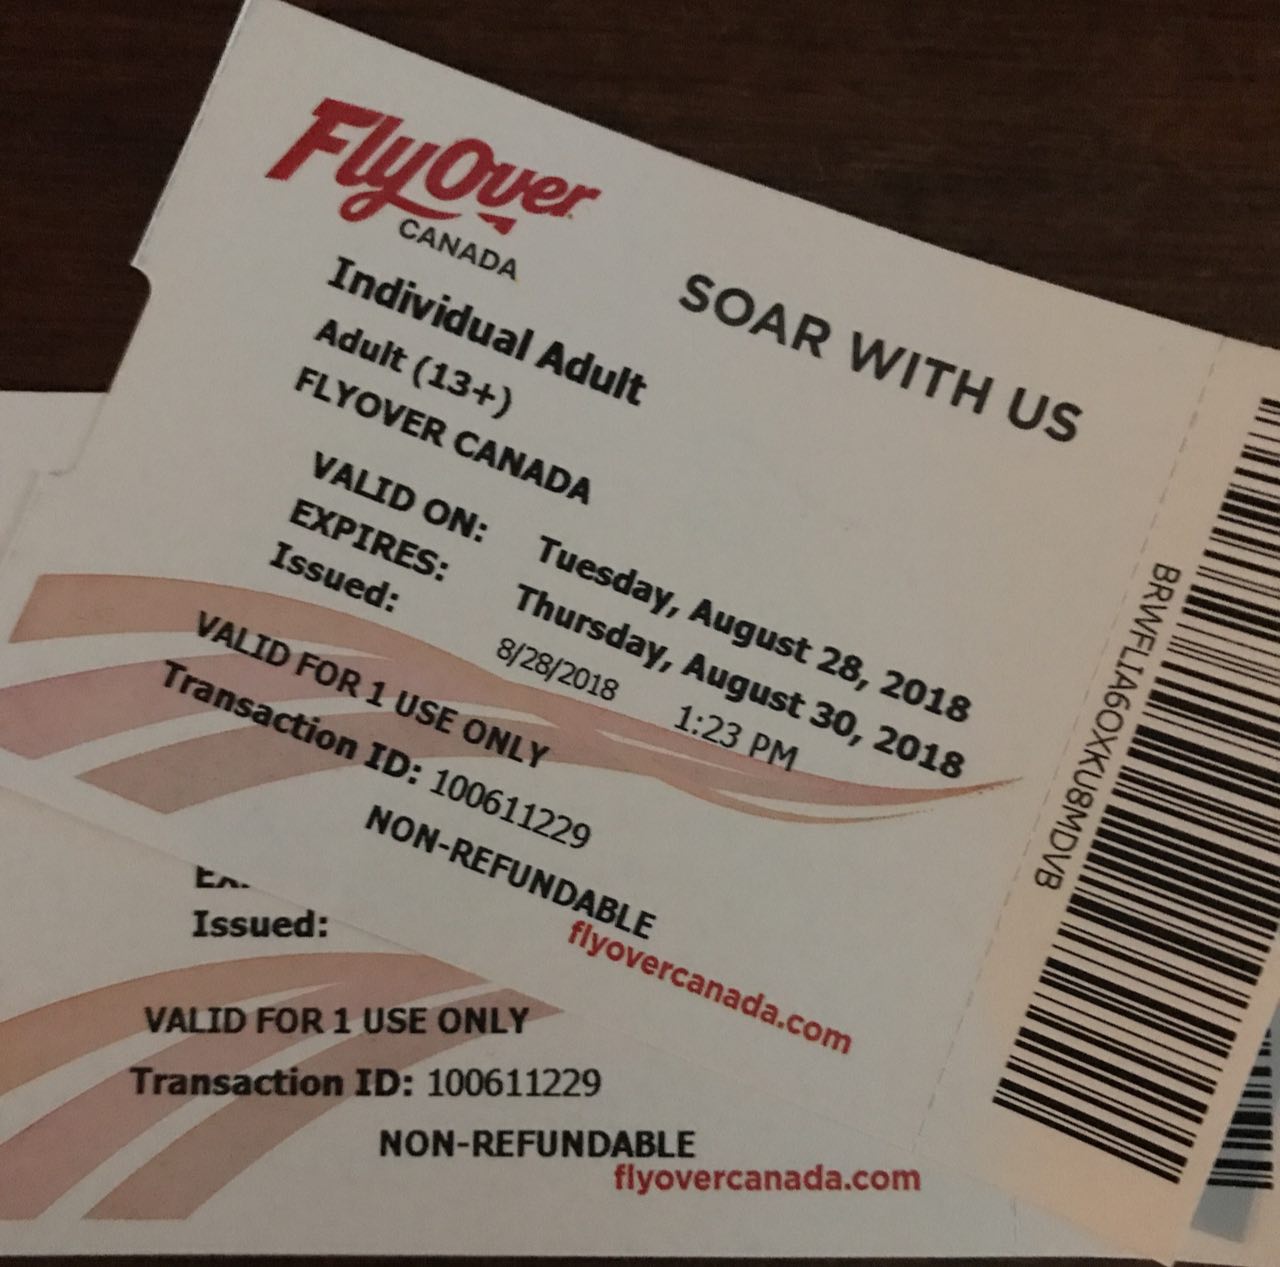 FlyOver
CANADA
SOAR WITH US
Individual Adult
Adult (13+)
FLYOVER CANADA
VALID ON: Tuesday, August 28, 2018
EXPIRES: Thursday, August 30, 2018
Issued: 8/28/2018 1:23 PM
VALID FOR 1 USE ONLY
Transaction ID: 100611229
NON-REFUNDABLE
flyovercanada.com
BRWFLIA6OXKU8MDVB
Issued:
VALID FOR 1 USE ONLY
Transaction ID: 100611229
NON-REFUNDABLE
flyovercanada.com